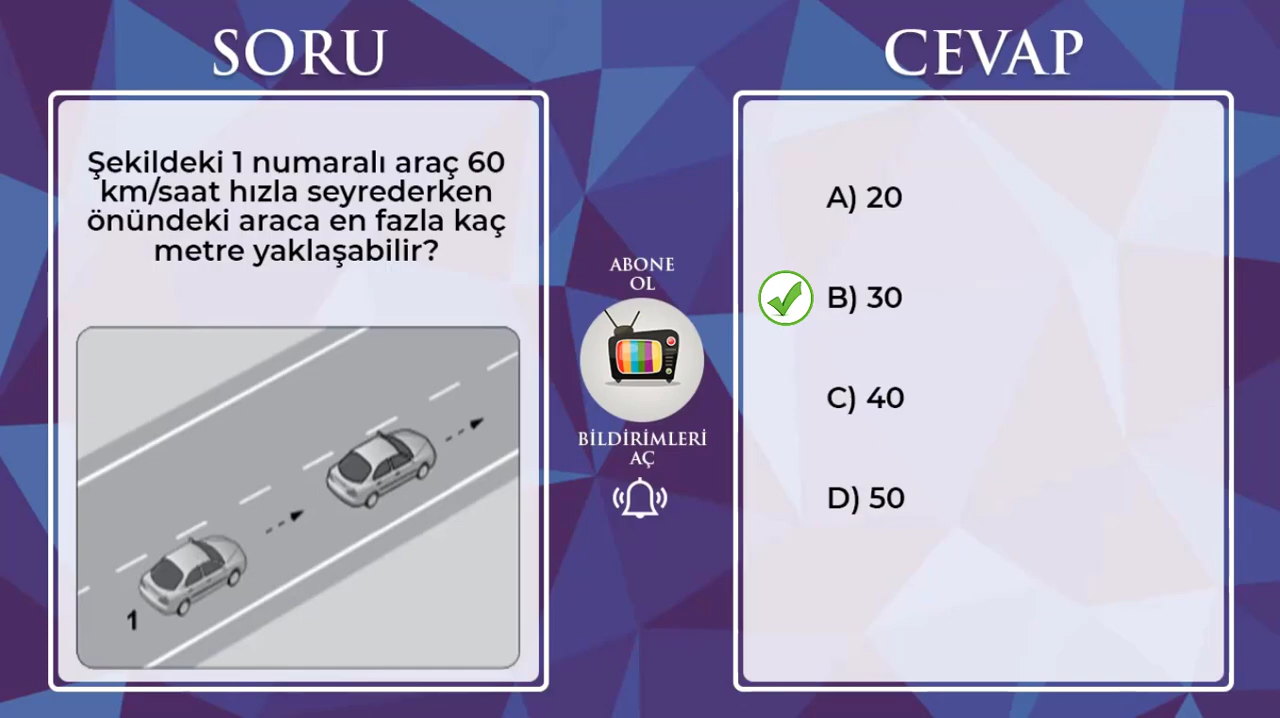 SORU
Şekildeki 1 numaralı araç 60
km/saat hızla seyrederken
önündeki araca en fazla kaç
metre yaklaşabilir?
1
ABONE
OL
BİLDİRİMLERİ
AÇ
CEVAP
A) 20
B) 30
C) 40
D) 50